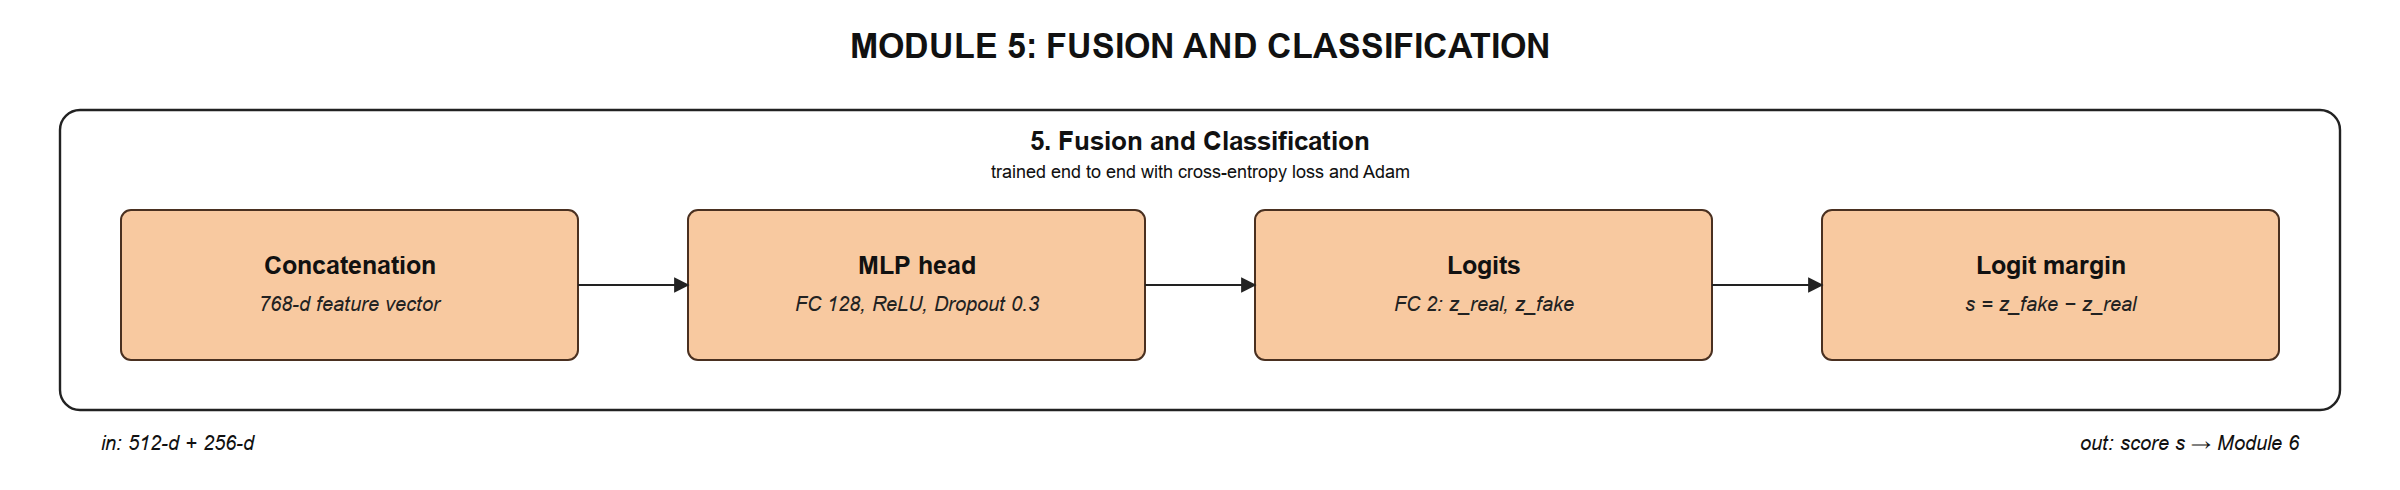 MODULE 5: FUSION AND CLASSIFICATION
5. Fusion and Classification
trained end to end with cross-entropy loss and Adam
Concatenation
768-d feature vector
MLP head
FC 128, ReLU, Dropout 0.3
Logits
FC 2: z_real, z_fake
Logit margin
s = z_fake − z_real
in: 512-d + 256-d
out: score s → Module 6